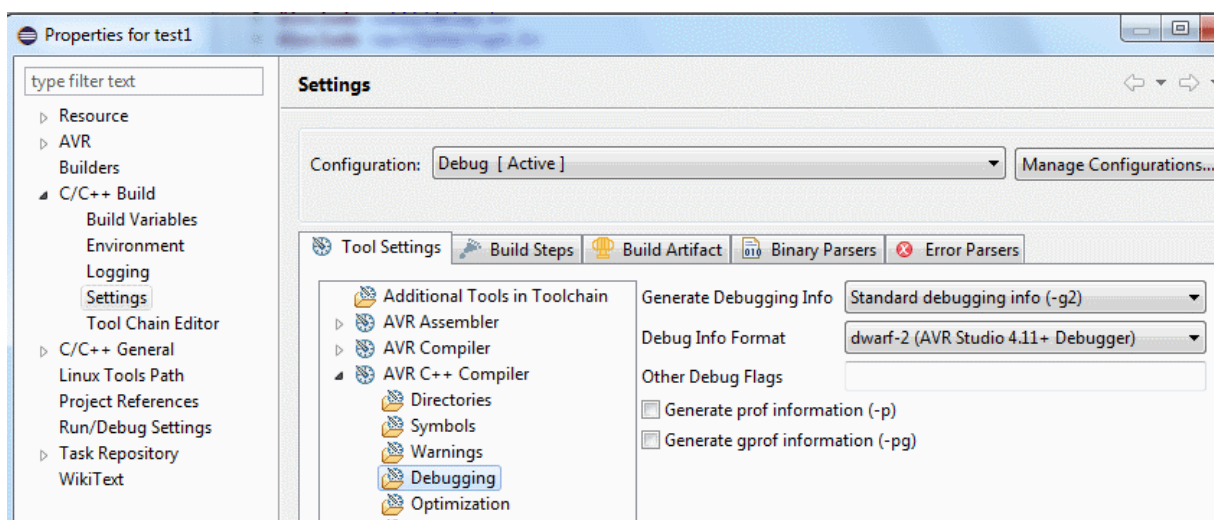 Properties for test1
type filter text
Resource
AVR
Builders
C/C++ Build
Build Variables
Environment
Logging
Settings
Tool Chain Editor
C/C++ General
Linux Tools Path
Project References
Run/Debug Settings
Task Repository
WikiText
Settings
Configuration: Debug [ Active ] Manage Configurations...
Tool Settings Build Steps Build Artifact 010 Binary Parsers Error Parsers
Additional Tools in Toolchain
AVR Assembler
AVR Compiler
AVR C++ Compiler
Directories
Symbols
Warnings
Debugging
Optimization
Generate Debugging Info Standard debugging info (-g2)
Debug Info Format dwarf-2 (AVR Studio 4.11+ Debugger)
Other Debug Flags
Generate prof information (-p)
Generate gprof information (-pg)